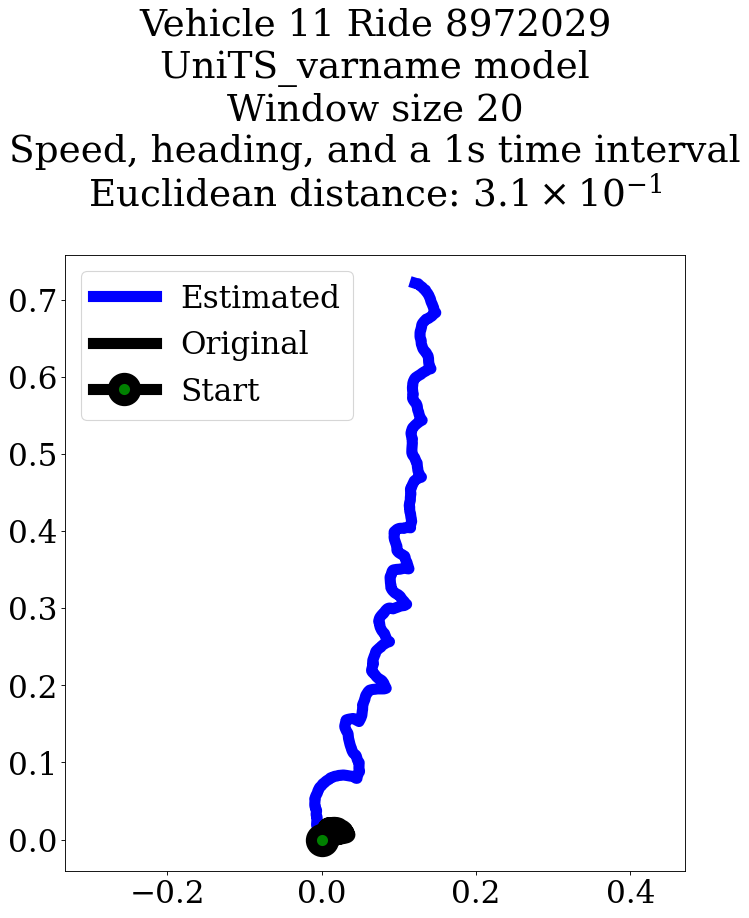 Vehicle 11 Ride 8972029
UniTS_varname model
Window size 20
Speed, heading, and a 1s time interval
Euclidean distance: 3.1 × 10⁻¹
Estimated
Original
Start
0.7
0.6
0.5
0.4
0.3
0.2
0.1
0.0
−0.2 0.0 0.2 0.4